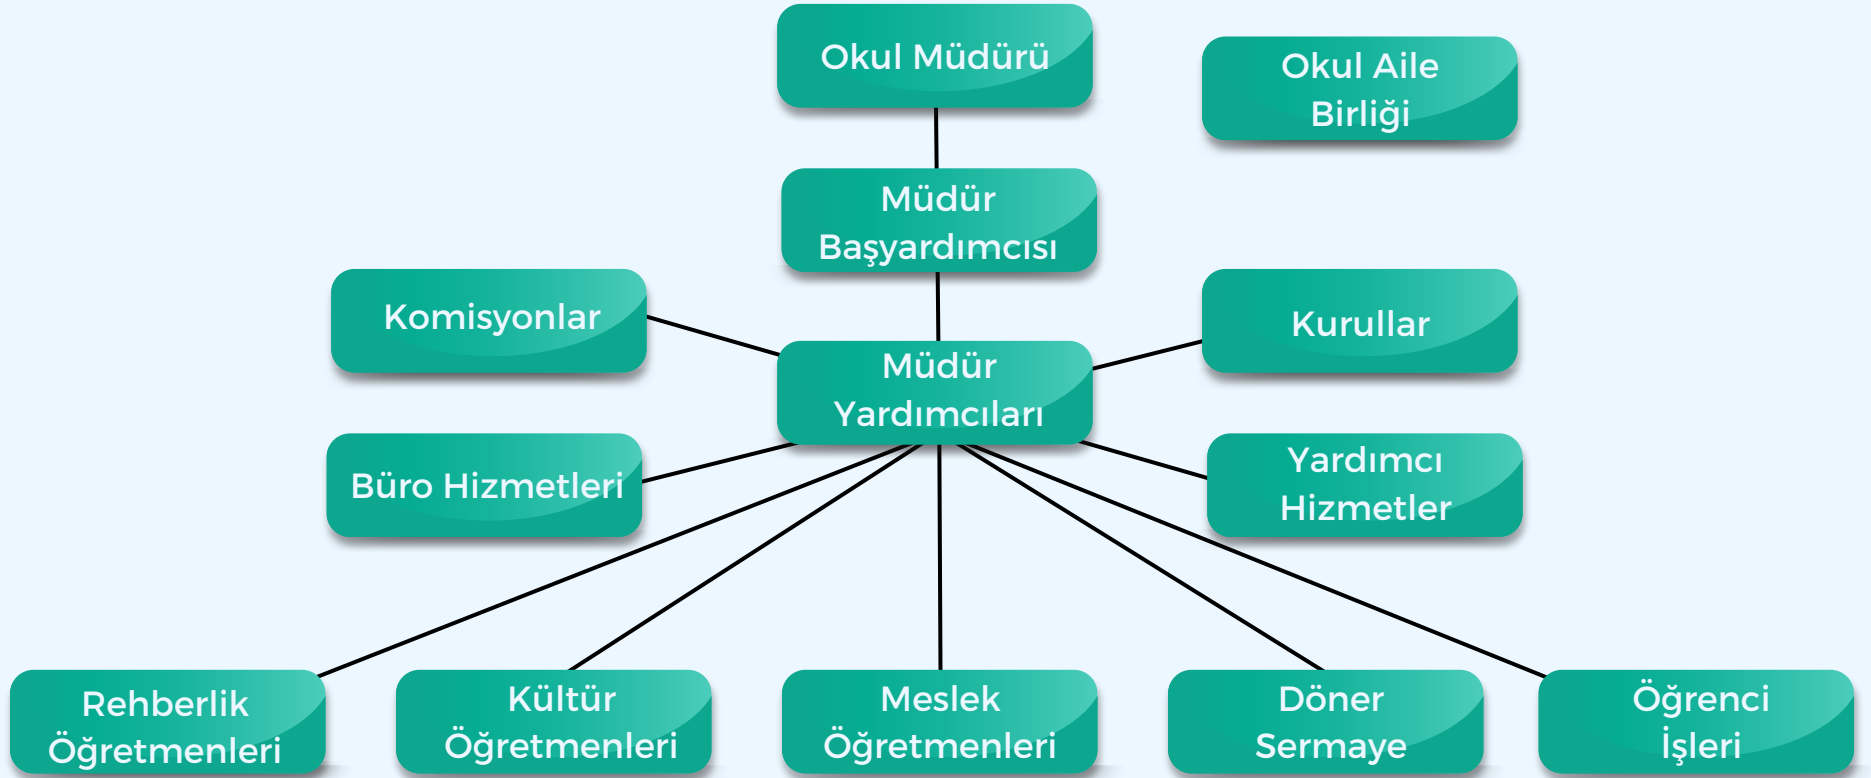 Okul Müdürü
Okul Aile
Birliği
Müdür
Başyardımcısı
Komisyonlar
Kurullar
Müdür
Yardımcıları
Büro Hizmetleri
Yardımcı
Hizmetler
Rehberlik
Öğretmenleri
Kültür
Öğretmenleri
Meslek
Öğretmenleri
Döner
Sermaye
Öğrenci
İşleri